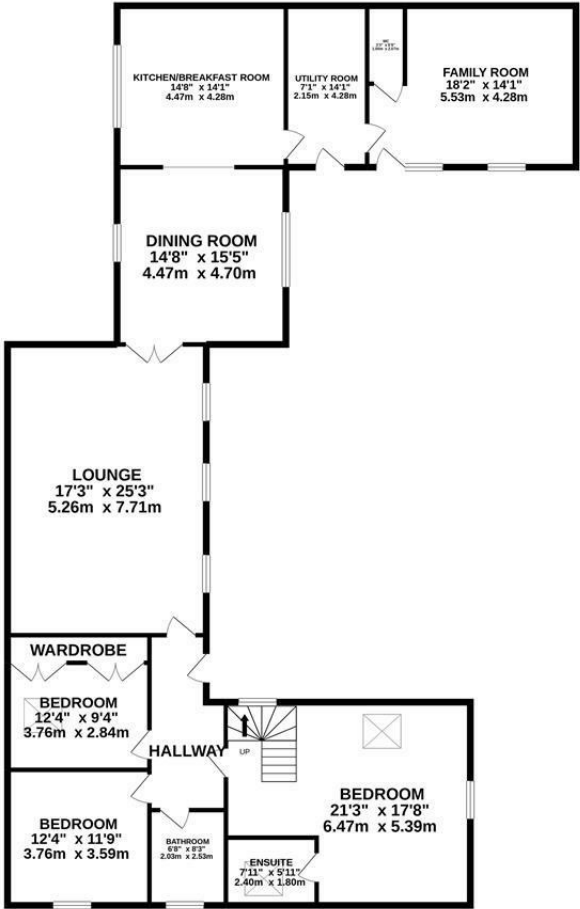 KITCHEN/BREAKFAST ROOM
14'8" x 14'1"
4.47m x 4.28m
UTILITY ROOM
7'1" x 14'1"
2.15m x 4.28m
WC
FAMILY ROOM
18'2" x 14'1"
5.53m x 4.28m
DINING ROOM
14'8" x 15'5"
4.47m x 4.70m
LOUNGE
17'3" x 25'3"
5.26m x 7.71m
WARDROBE
BEDROOM
12'4" x 9'4"
3.76m x 2.84m
HALLWAY
UP
BEDROOM
21'3" x 17'8"
6.47m x 5.39m
BEDROOM
12'4" x 11'9"
3.76m x 3.59m
BATHROOM
6'8" x 8'3"
2.03m x 2.53m
ENSUITE
7'11" x 5'11"
2.40m x 1.80m